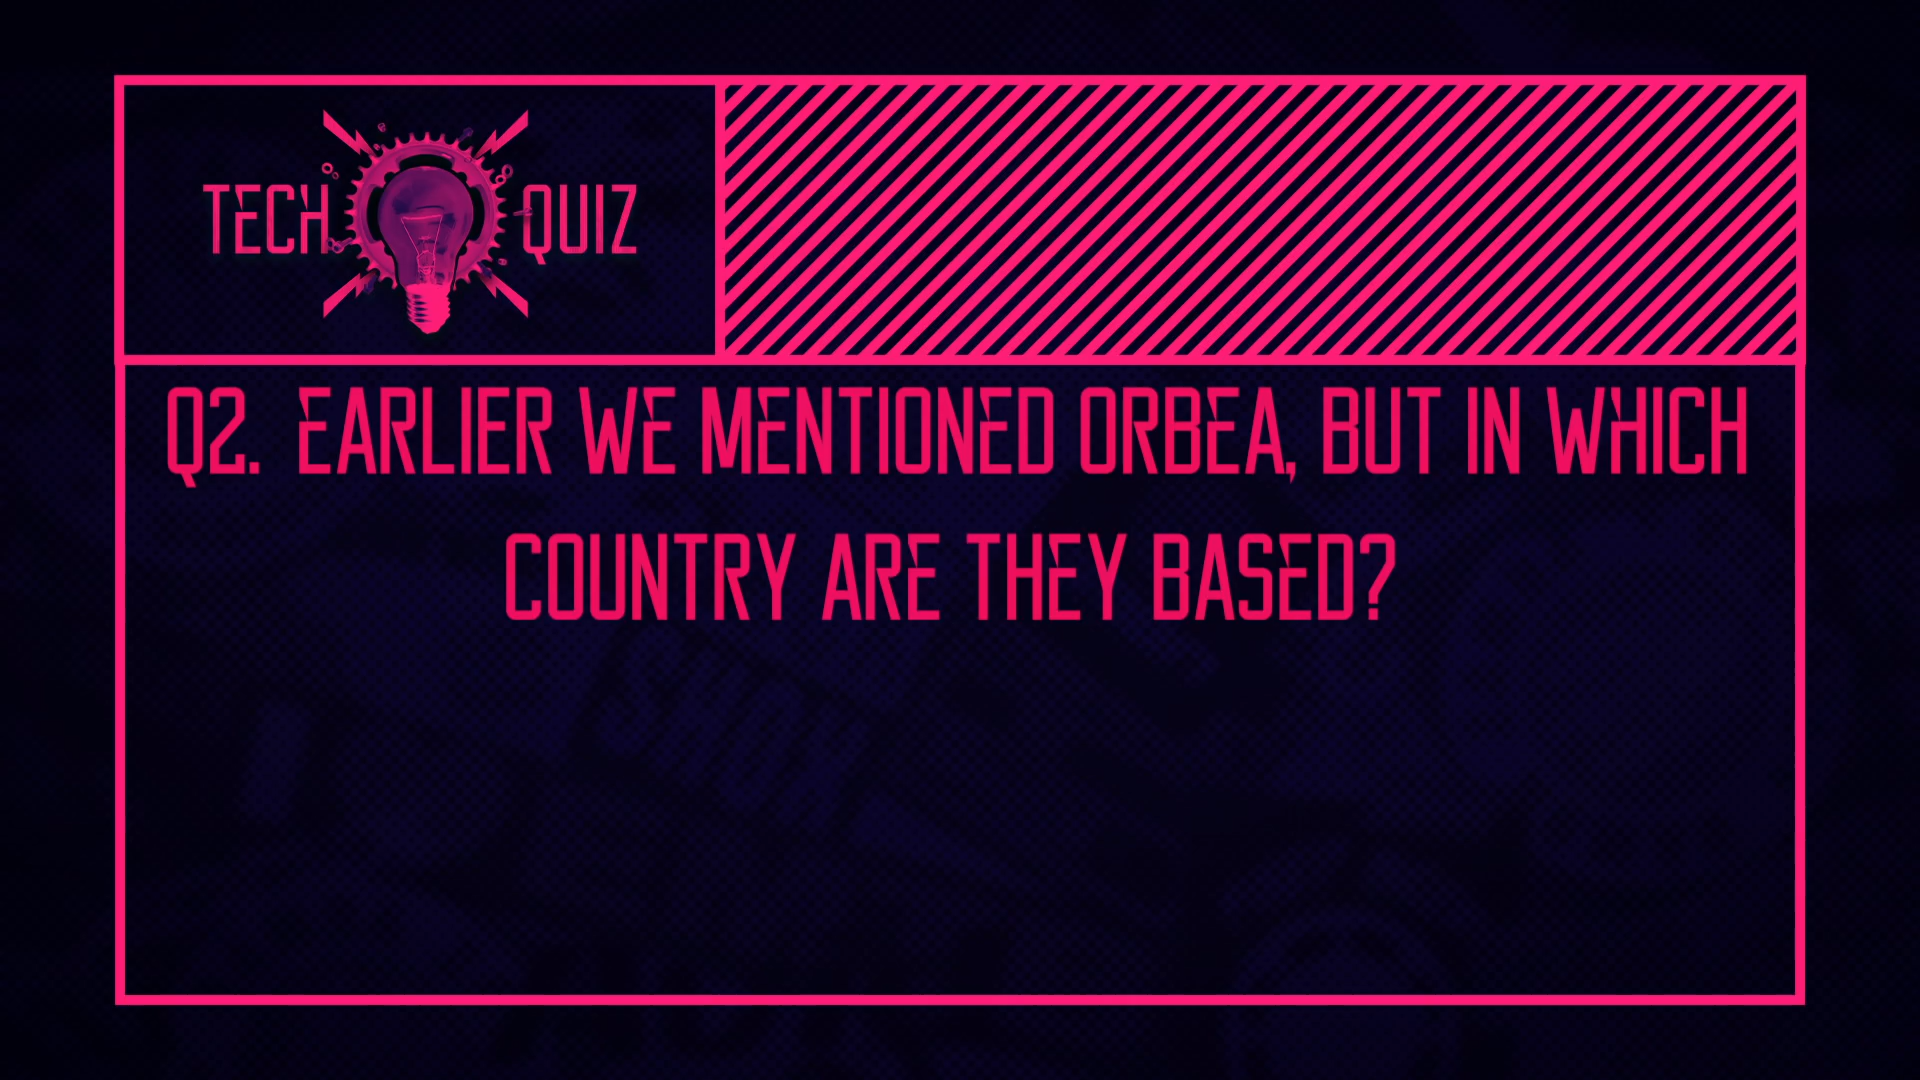 TECH QUIZ
Q2. EARLIER WE MENTIONED ORBEA, BUT IN WHICH
COUNTRY ARE THEY BASED?